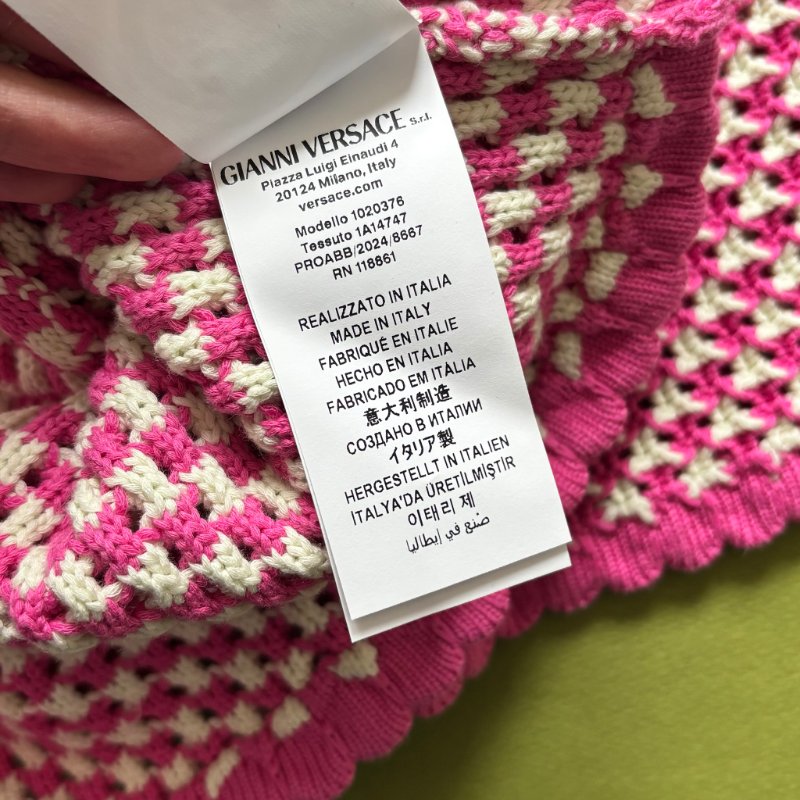 GIANNI VERSACE S.r.l.
Piazza Luigi Einaudi 4
20124 Milano, Italy
versace.com
Modello 1020376
Tessuto 1A14747
PROABB/2024/8667
RN 118861
REALIZZATO IN ITALIA
MADE IN ITALY
FABRIQUÉ EN ITALIE
HECHO EN ITALIA
FABRICADO EM ITALIA
意大利制造
СОЗДАНО В ИТАЛИИ
イタリア製
HERGESTELLT IN ITALIEN
İTALYA'DA ÜRETİLMİŞTİR
이태리 제
صنع في إيطاليا